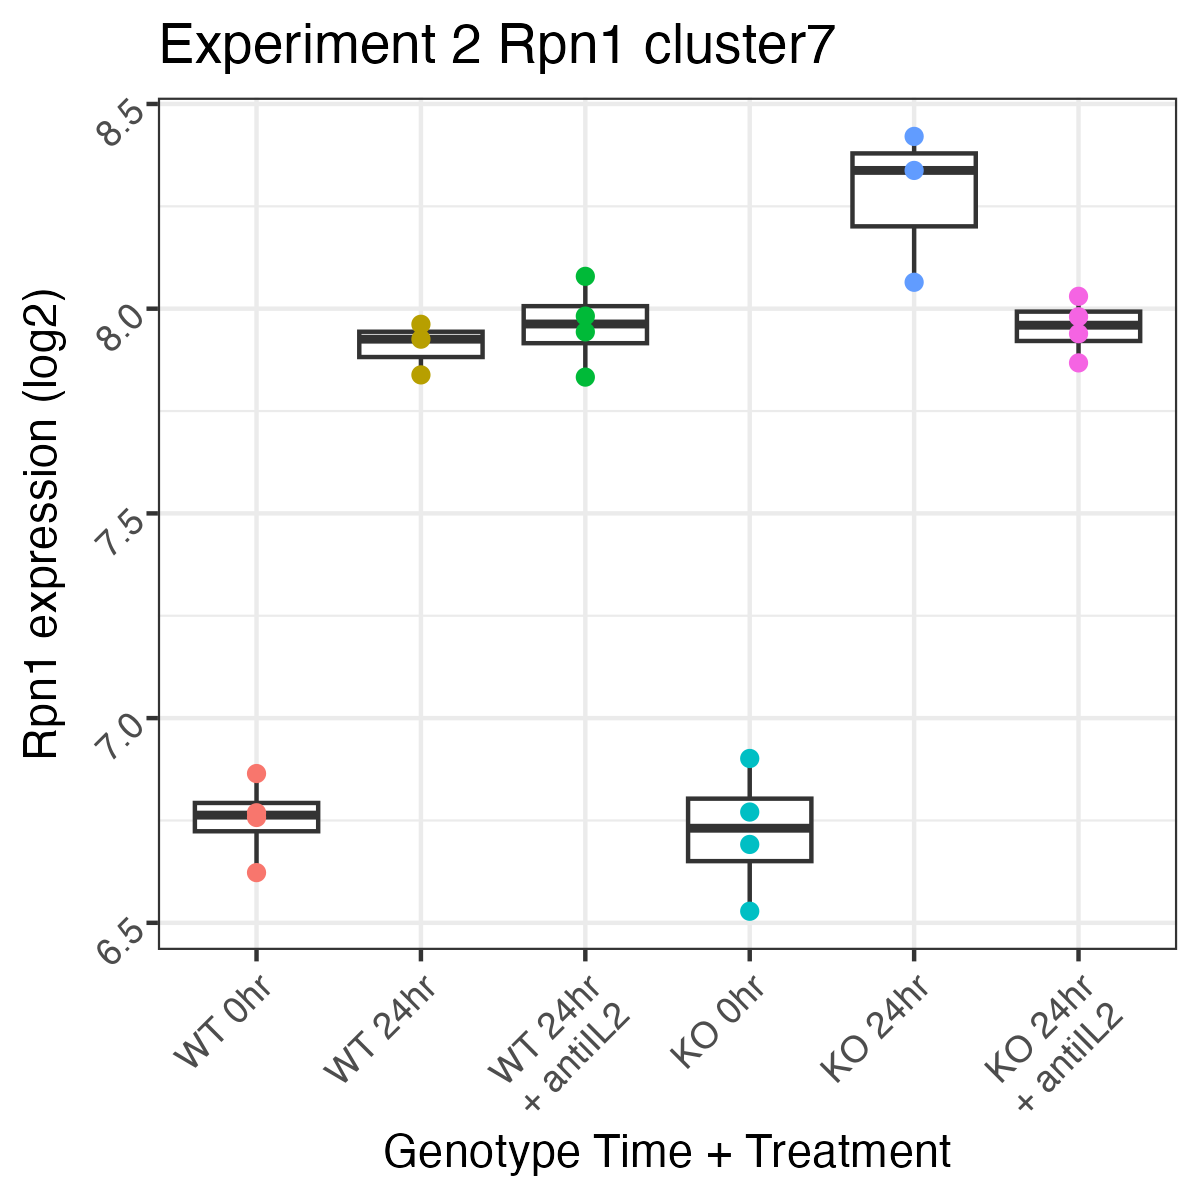 Experiment 2 Rpn1 cluster7
Rpn1 expression (log2)
8.5
8.0
7.5
7.0
6.5
WT 0hr
WT 24hr
WT 24hr
+ antiIL2
KO 0hr
KO 24hr
KO 24hr
+ antiIL2
Genotype Time + Treatment